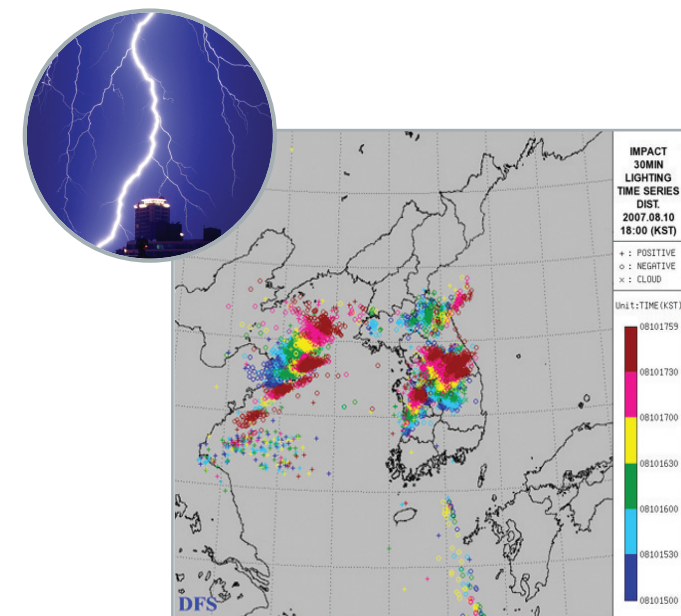 IMPACT
30MIN
LIGHTING
TIME SERIES
DIST.
2007.08.10
18:00 (KST)
+ : POSITIVE
o : NEGATIVE
× : CLOUD
Unit:TIME(KST)
08101759
08101730
08101700
08101630
08101600
08101530
08101500
DFS